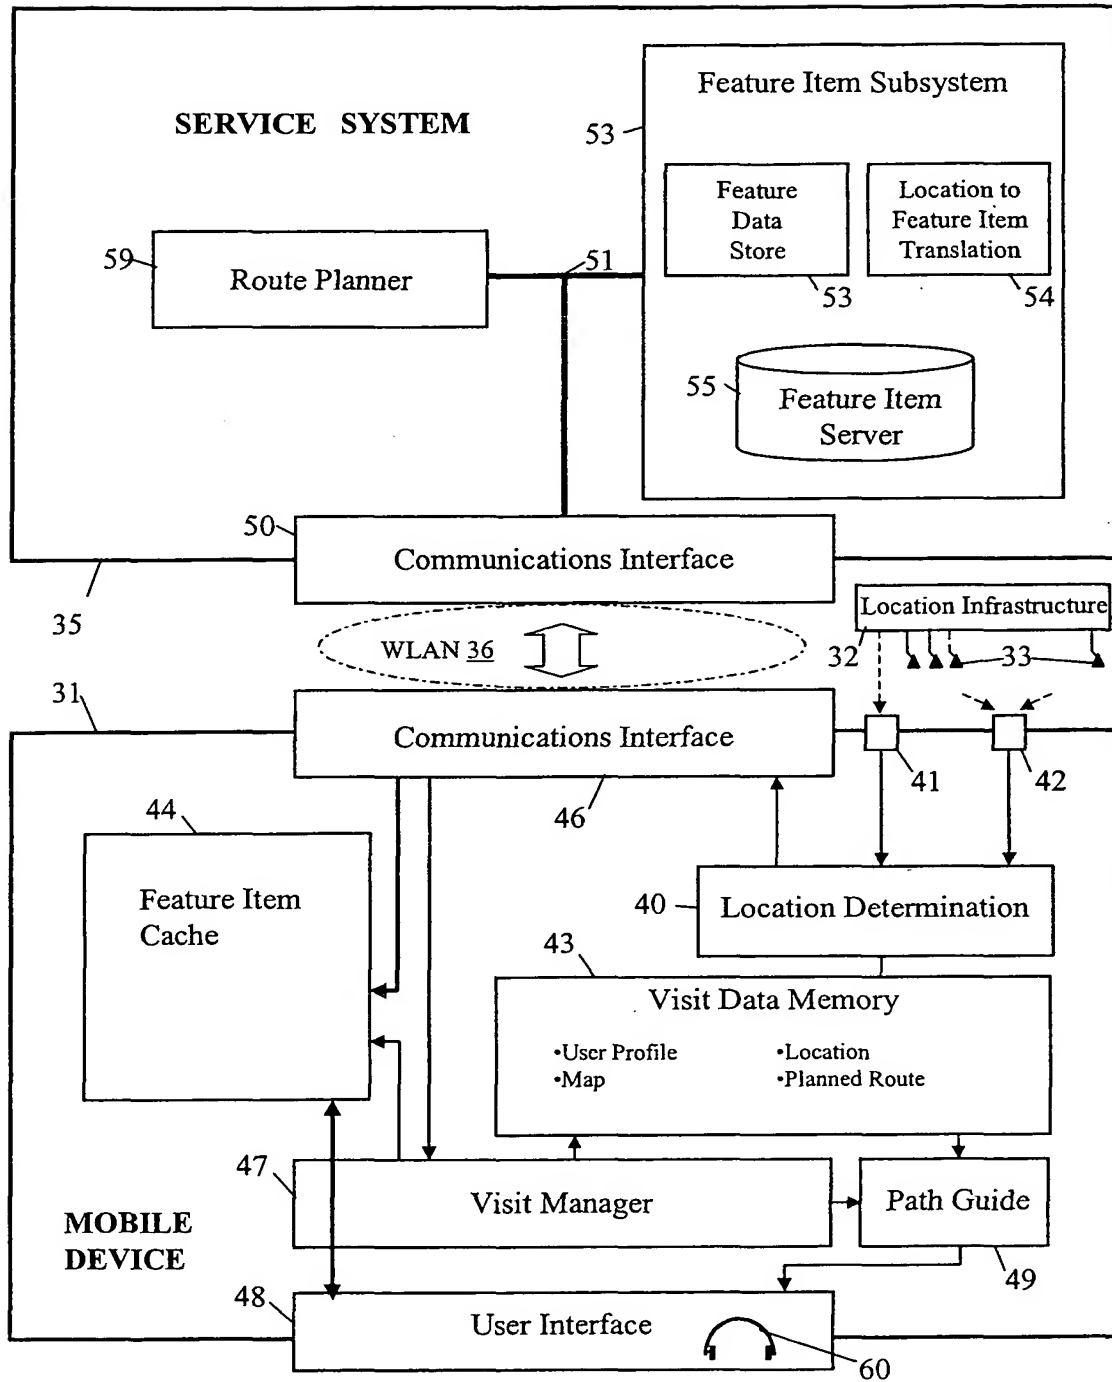 Feature Item Subsystem
SERVICE SYSTEM
53
Feature
Data
Store
Location to
Feature Item
Translation
59
Route Planner
51
53
54
55
Feature Item
Server
50
Communications Interface
35
Location Infrastructure
WLAN 36
32
33
31
Communications Interface
41
42
44
46
Feature Item
Cache
40
Location Determination
43
Visit Data Memory
•User Profile
•Map
•Location
•Planned Route
47
Visit Manager
Path Guide
MOBILE
DEVICE
49
48
User Interface
60